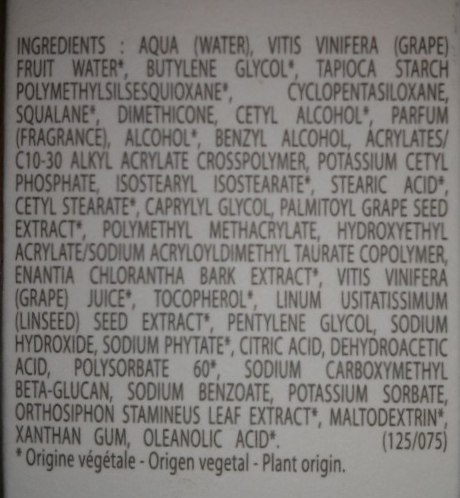 INGREDIENTS : AQUA (WATER), VITIS VINIFERA (GRAPE)
FRUIT WATER*, BUTYLENE GLYCOL*, TAPIOCA STARCH
POLYMETHYLSILSESQUIOXANE*, CYCLOPENTASILOXANE,
SQUALANE*, DIMETHICONE, CETYL ALCOHOL*, PARFUM
(FRAGRANCE), ALCOHOL*, BENZYL ALCOHOL, ACRYLATES/
C10-30 ALKYL ACRYLATE CROSSPOLYMER, POTASSIUM CETYL
PHOSPHATE, ISOSTEARYL ISOSTEARATE*, STEARIC ACID*,
CETYL STEARATE*, CAPRYLYL GLYCOL, PALMITOYL GRAPE SEED
EXTRACT*, POLYMETHYL METHACRYLATE, HYDROXYETHYL
ACRYLATE/SODIUM ACRYLOYLDIMETHYL TAURATE COPOLYMER,
ENANTIA CHLORANTHA BARK EXTRACT*, VITIS VINIFERA
(GRAPE) JUICE*, TOCOPHEROL*, LINUM USITATISSIMUM
(LINSEED) SEED EXTRACT*, PENTYLENE GLYCOL, SODIUM
HYDROXIDE, SODIUM PHYTATE*, CITRIC ACID, DEHYDROACETIC
ACID, POLYSORBATE 60*, SODIUM CARBOXYMETHYL
BETA-GLUCAN, SODIUM BENZOATE, POTASSIUM SORBATE,
ORTHOSIPHON STAMINEUS LEAF EXTRACT*, MALTODEXTRIN*,
XANTHAN GUM, OLEANOLIC ACID*. (125/075)
* Origine végétale - Origen vegetal - Plant origin.